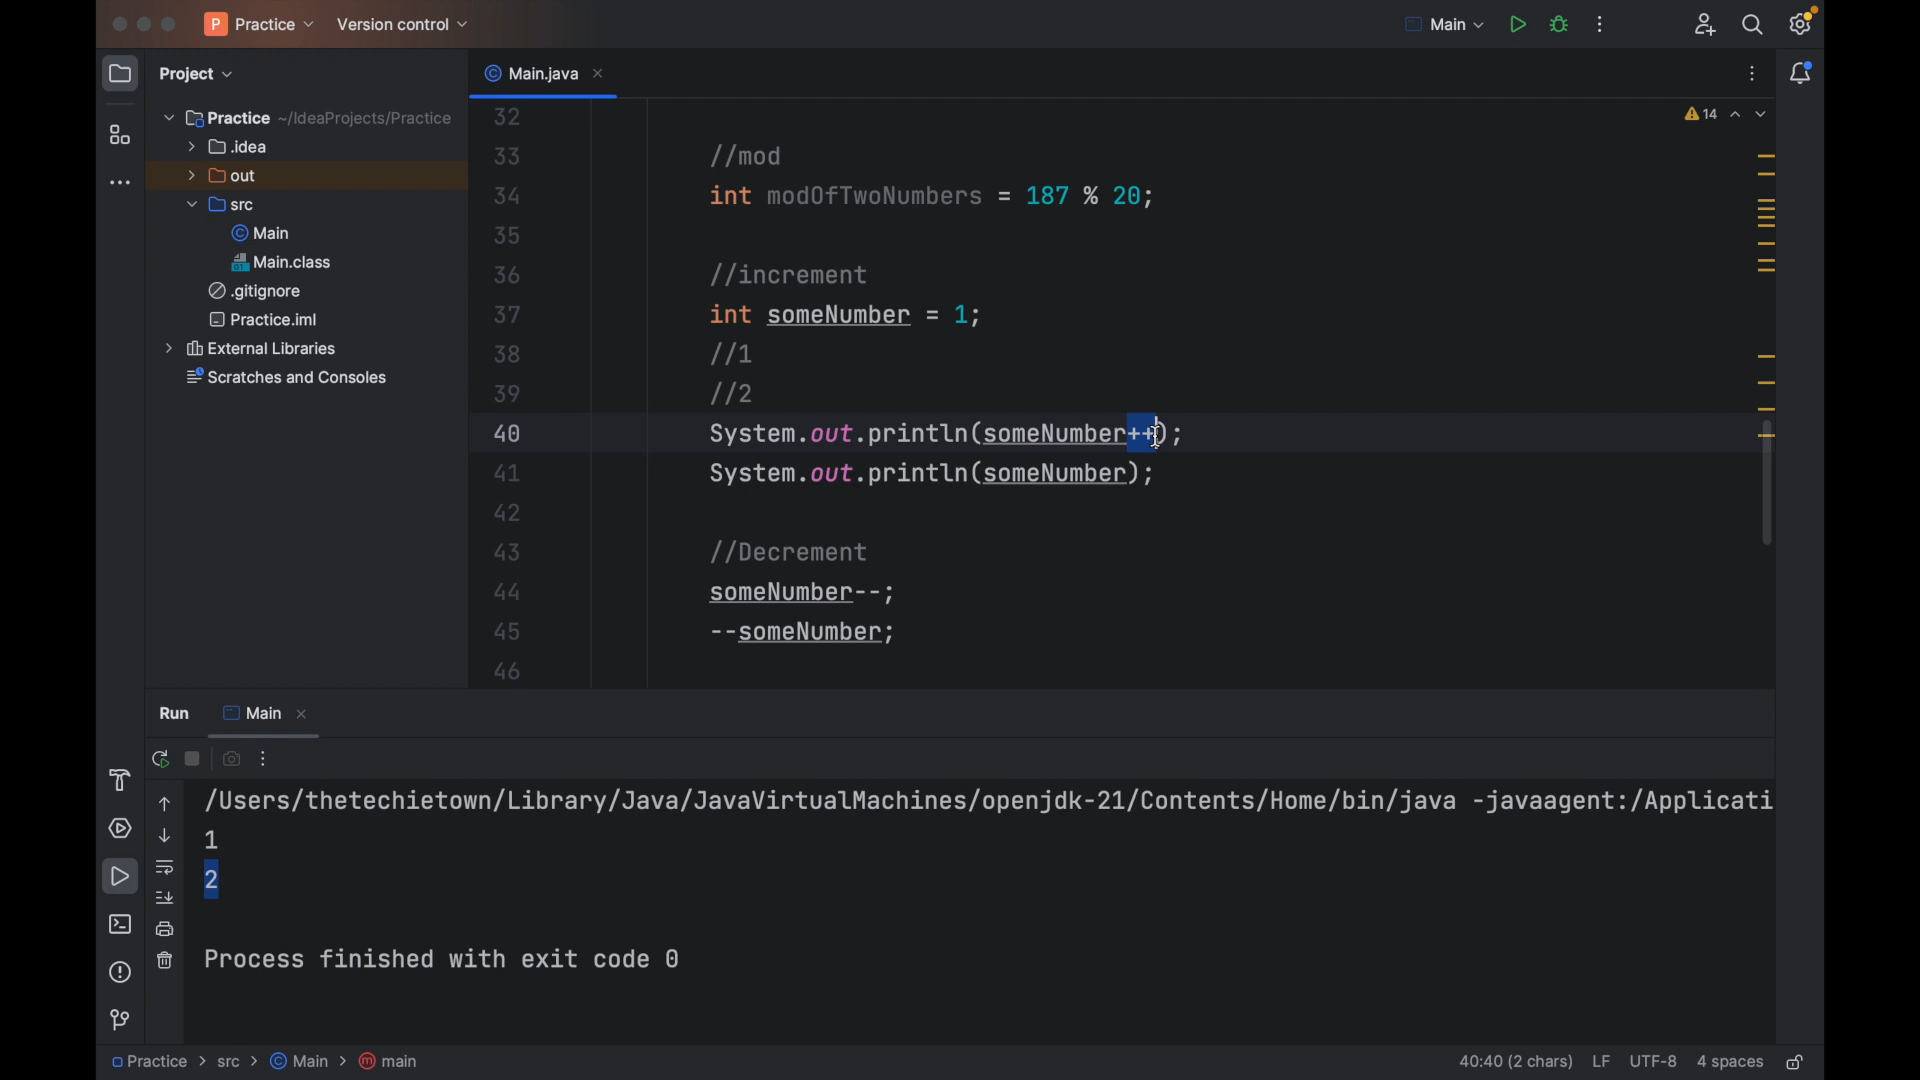 P Practice Version control Main
Project
Main.java
Practice ~/IdeaProjects/Practice
.idea
out
src
Main
Main.class
.gitignore
Practice.iml
External Libraries
Scratches and Consoles
14
32
33 //mod
34 int modOfTwoNumbers = 187 % 20;
35
36 //increment
37 int someNumber = 1;
38 //1
39 //2
40 System.out.println(someNumber++);
41 System.out.println(someNumber);
42
43 //Decrement
44 someNumber--;
45 --someNumber;
46
Run Main
/Users/thetechietown/Library/Java/JavaVirtualMachines/openjdk-21/Contents/Home/bin/java -javaagent:/Applicati
1
2
Process finished with exit code 0
Practice > src > Main > main 40:40 (2 chars) LF UTF-8 4 spaces